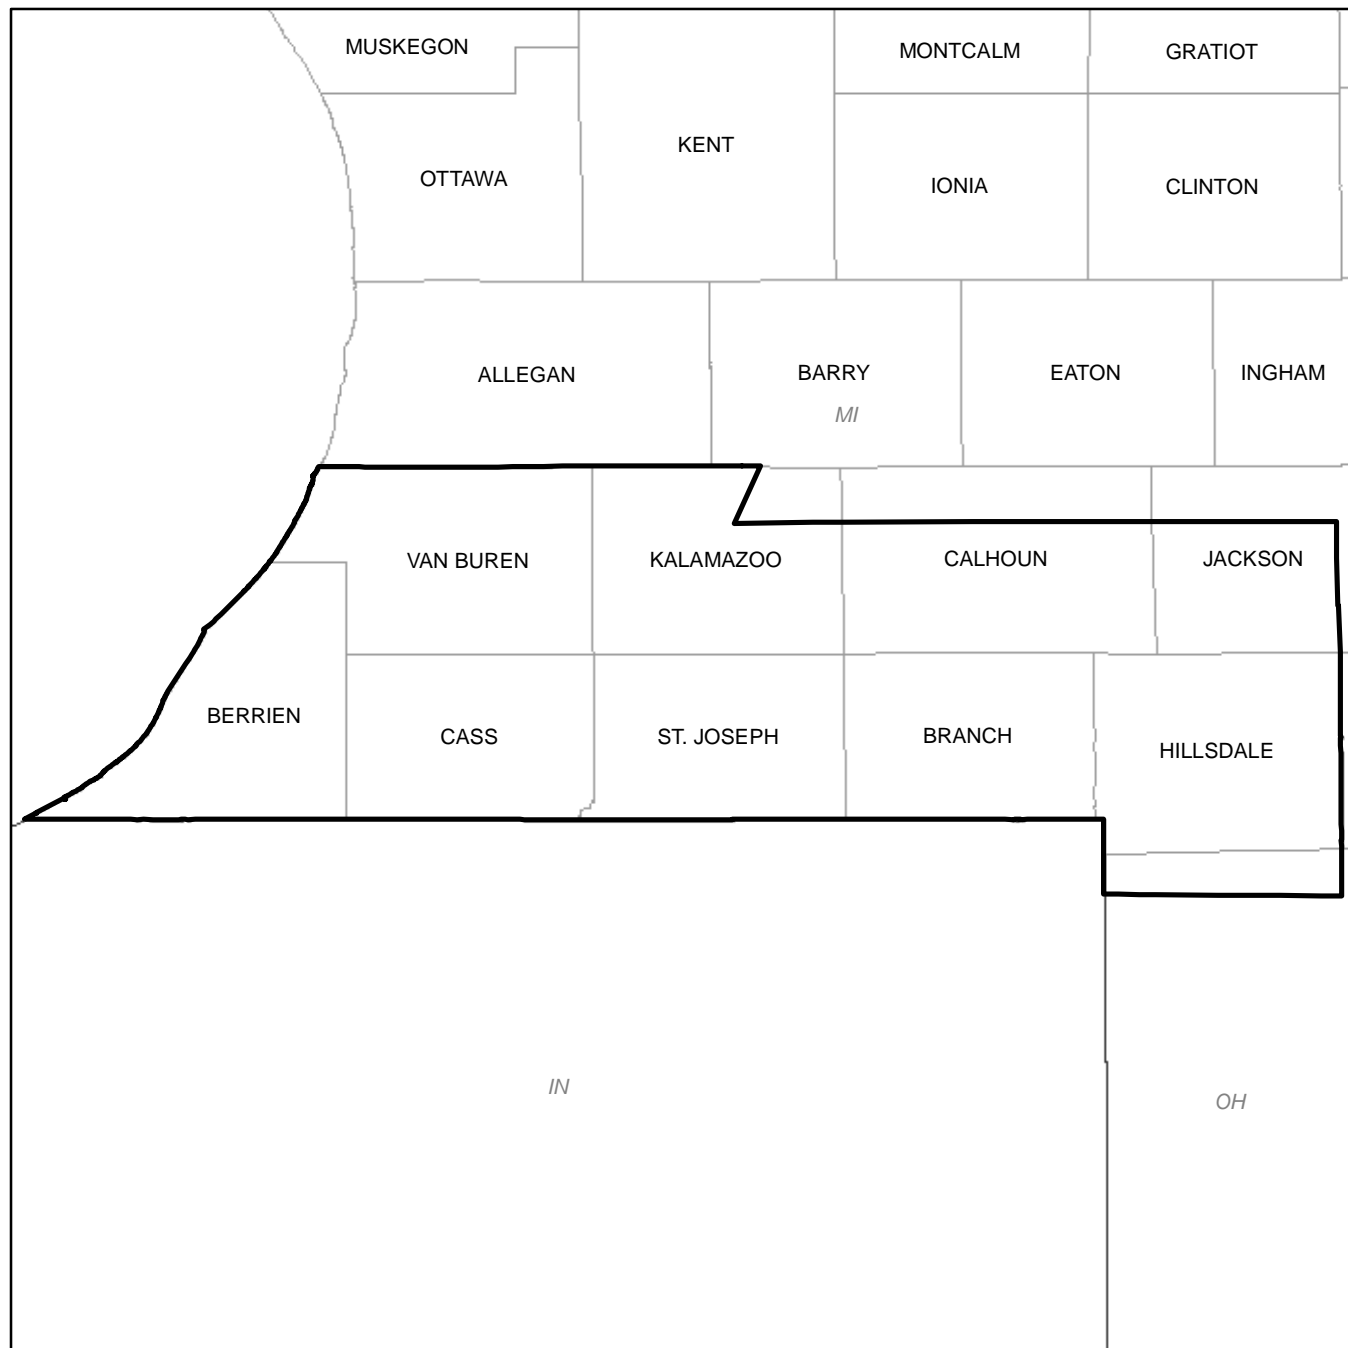 MUSKEGON
MONTCALM
GRATIOT
KENT
OTTAWA
IONIA
CLINTON
ALLEGAN
BARRY
EATON
INGHAM
MI
VAN BUREN
KALAMAZOO
CALHOUN
JACKSON
BERRIEN
CASS
ST. JOSEPH
BRANCH
HILLSDALE
IN
OH